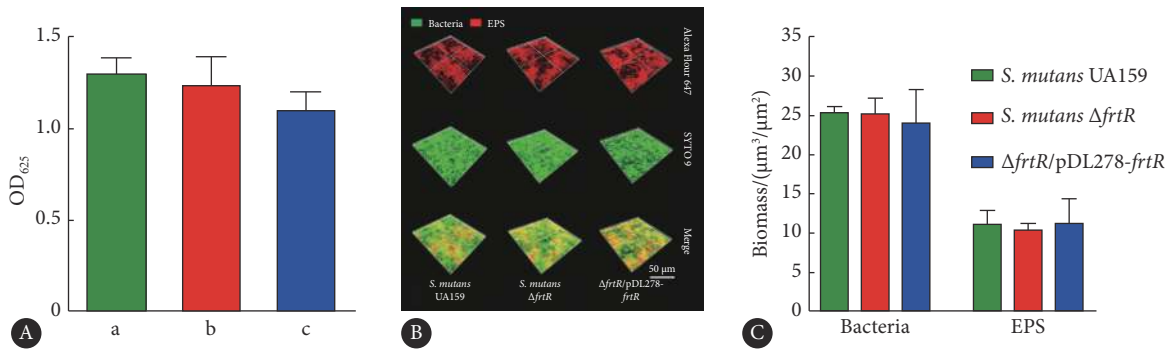 1.5
1.0
0.5
0
OD625
a
b
c
A
Bacteria
EPS
Alexa Flour 647
SYTO 9
Merge
50 μm
S. mutans
UA159
S. mutans
ΔfrtR
ΔfrtR/pDL278-
frtR
B
35
30
25
20
15
10
5
0
Biomass/(μm³/μm²)
S. mutans UA159
S. mutans ΔfrtR
ΔfrtR/pDL278-frtR
Bacteria
EPS
C